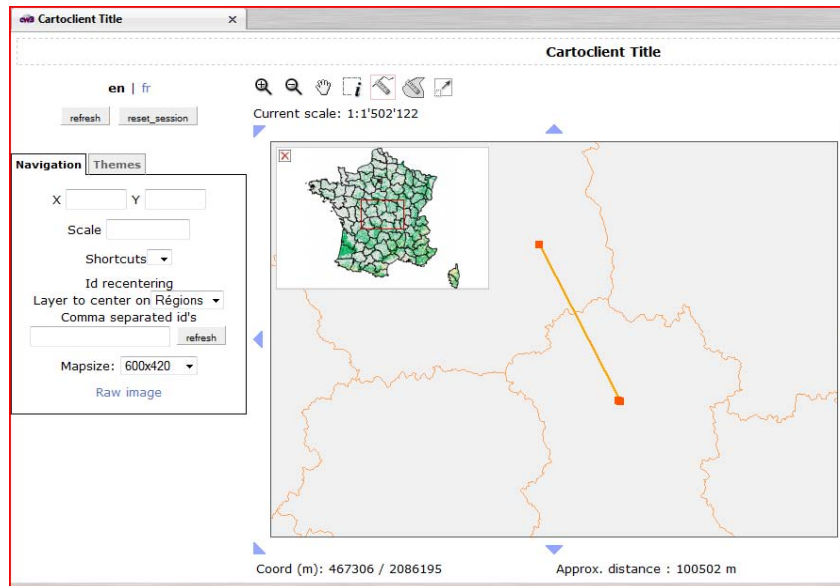 cw3 Cartoclient Title x
Cartoclient Title
en | fr
refresh reset_session
Current scale: 1:1'502'122
Navigation Themes
X Y
Scale
Shortcuts
Id recentering
Layer to center on Régions
Comma separated id's
refresh
Mapsize: 600x420
Raw image
Coord (m): 467306 / 2086195 Approx. distance : 100502 m